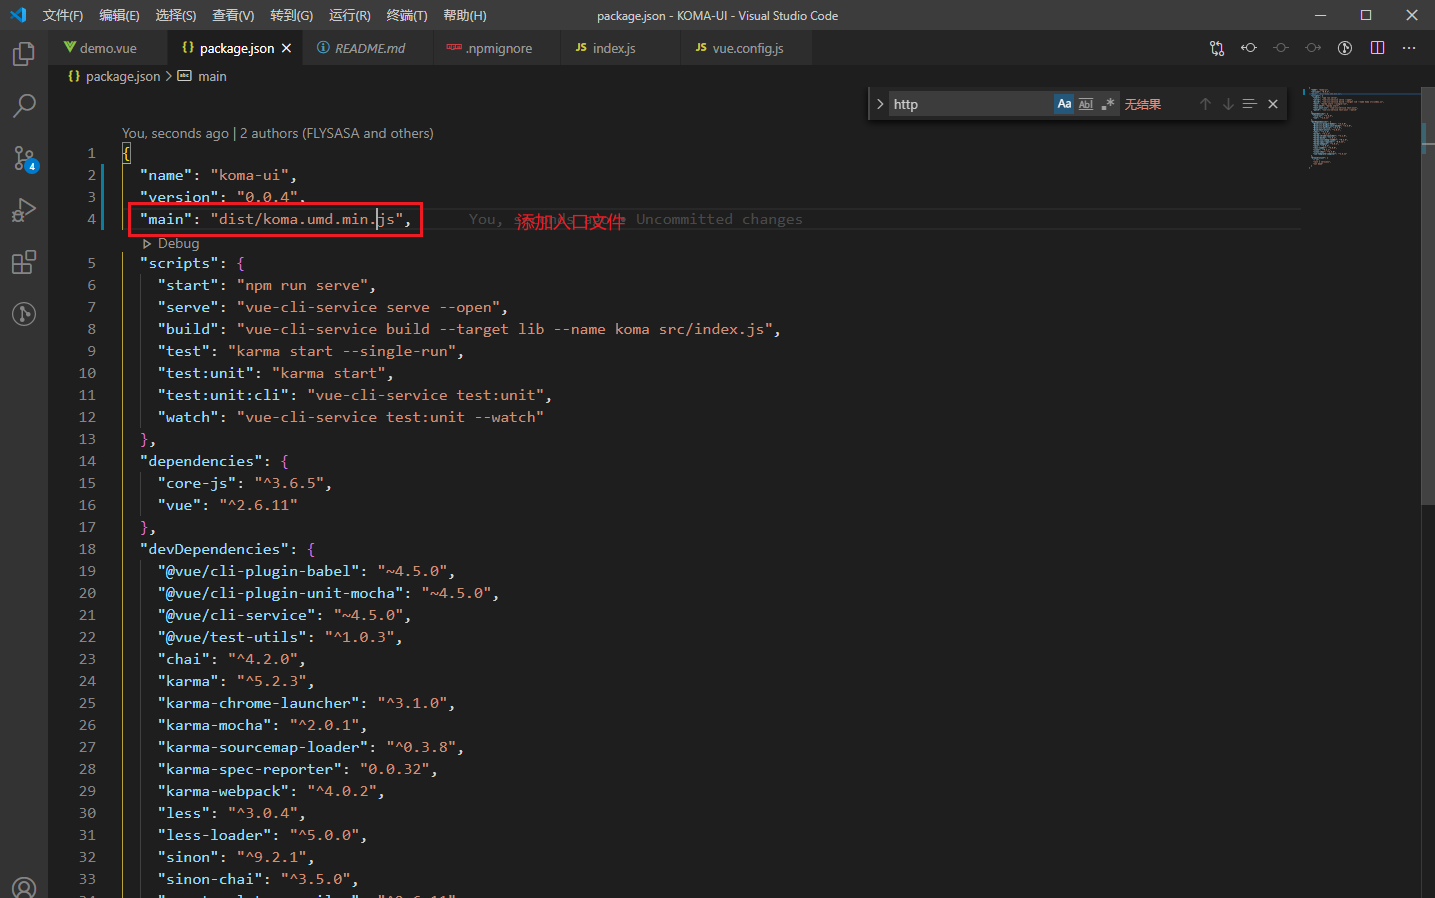 文件(F) 编辑(E) 选择(S) 查看(V) 转到(G) 运行(R) 终端(T) 帮助(H) package.json - KOMA-UI - Visual Studio Code
demo.vue {} package.json README.md npm .npmignore JS index.js JS vue.config.js
{} package.json > abc main
http Aa Abl .* 无结果
4
You, seconds ago | 2 authors (FLYSASA and others)
1 {
2 "name": "koma-ui",
3 "version": "0.0.4",
4 "main": "dist/koma.umd.min.js", You, seconds ago • Uncommitted changes
添加入口文件
Debug
5 "scripts": {
6 "start": "npm run serve",
7 "serve": "vue-cli-service serve --open",
8 "build": "vue-cli-service build --target lib --name koma src/index.js",
9 "test": "karma start --single-run",
10 "test:unit": "karma start",
11 "test:unit:cli": "vue-cli-service test:unit",
12 "watch": "vue-cli-service test:unit --watch"
13 },
14 "dependencies": {
15 "core-js": "^3.6.5",
16 "vue": "^2.6.11"
17 },
18 "devDependencies": {
19 "@vue/cli-plugin-babel": "~4.5.0",
20 "@vue/cli-plugin-unit-mocha": "~4.5.0",
21 "@vue/cli-service": "~4.5.0",
22 "@vue/test-utils": "^1.0.3",
23 "chai": "^4.2.0",
24 "karma": "^5.2.3",
25 "karma-chrome-launcher": "^3.1.0",
26 "karma-mocha": "^2.0.1",
27 "karma-sourcemap-loader": "^0.3.8",
28 "karma-spec-reporter": "0.0.32",
29 "karma-webpack": "^4.0.2",
30 "less": "^3.0.4",
31 "less-loader": "^5.0.0",
32 "sinon": "^9.2.1",
33 "sinon-chai": "^3.5.0",